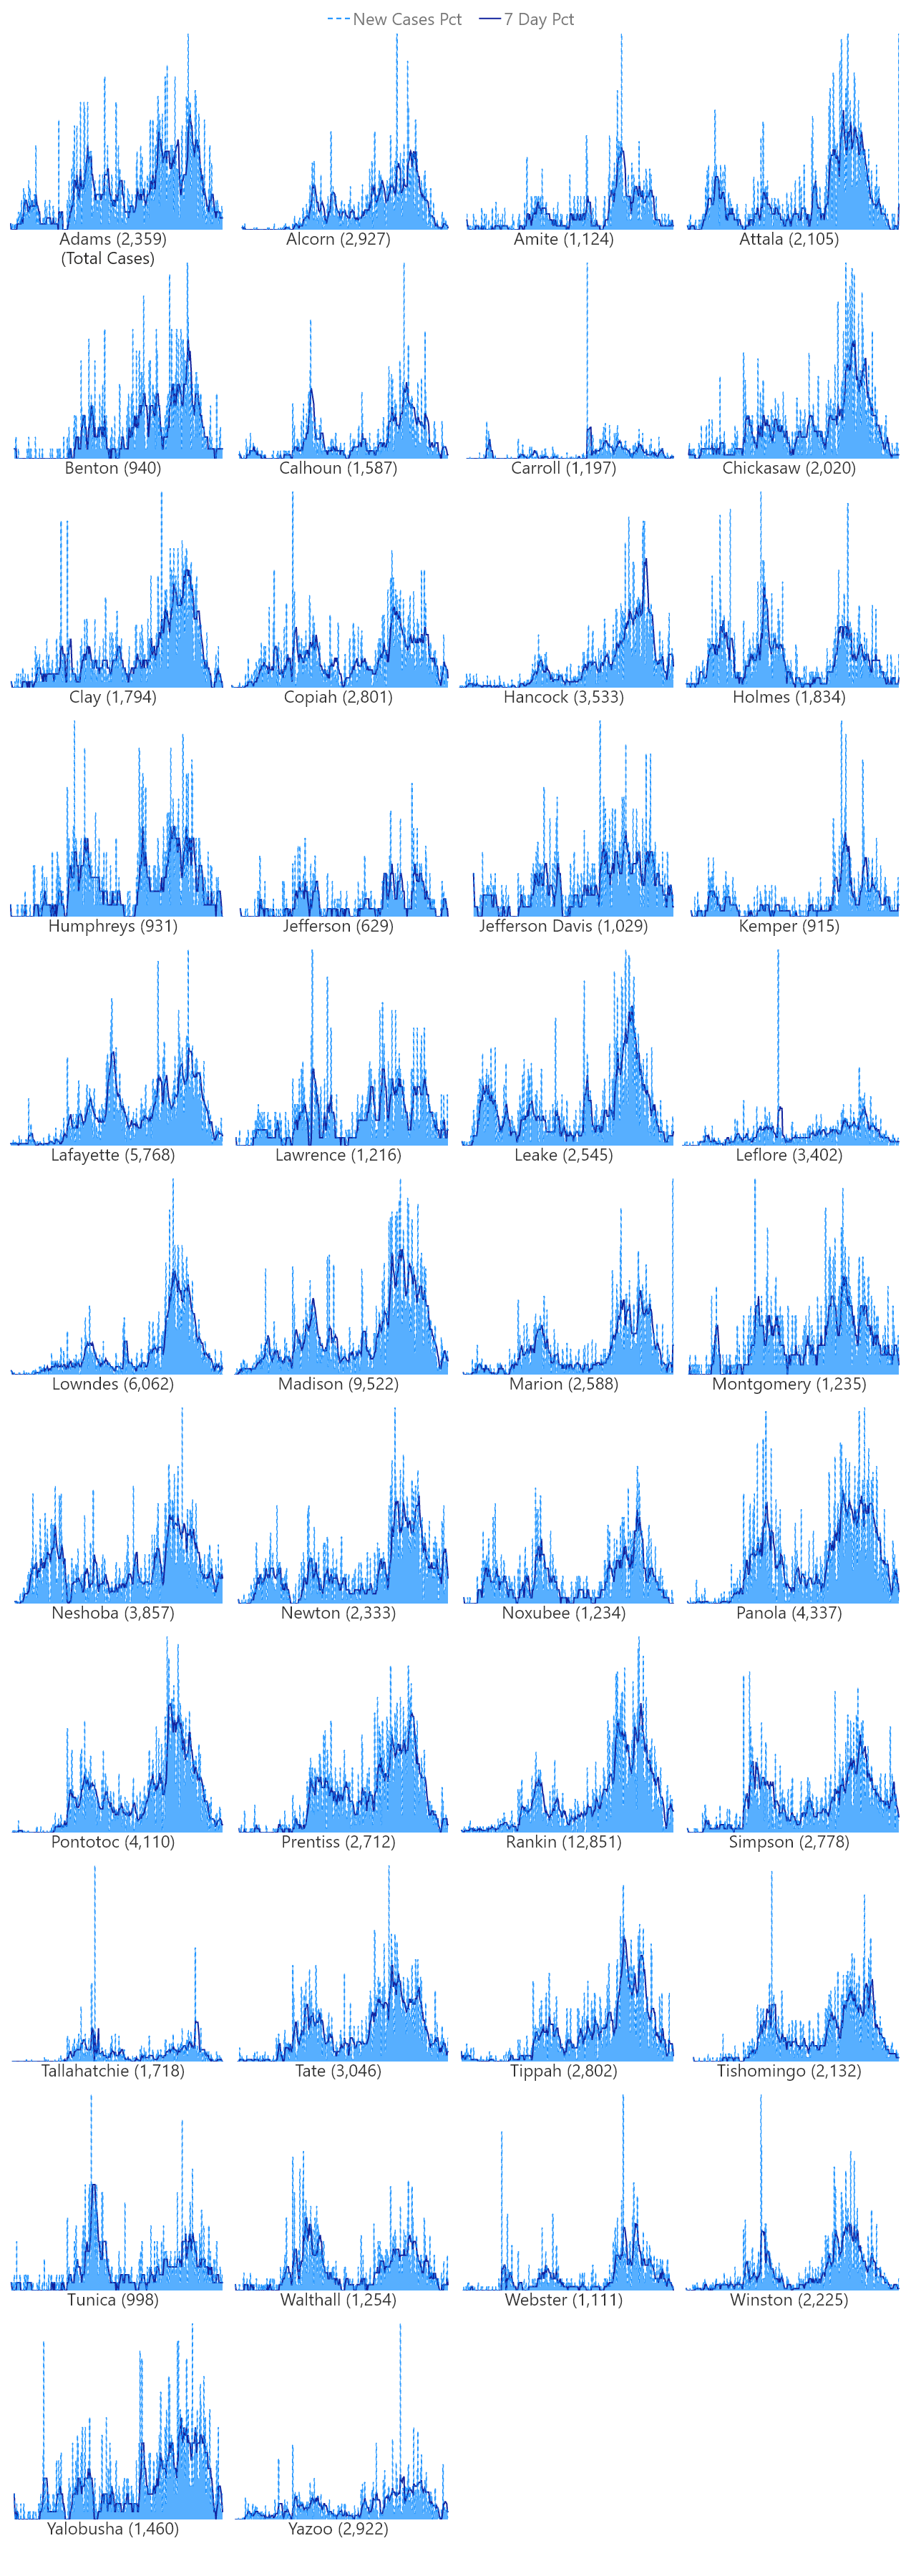 New Cases Pct 7 Day Pct
Adams (2,359) Alcorn (2,927) Amite (1,124) Attala (2,105)
(Total Cases)
Benton (940) Calhoun (1,587) Carroll (1,197) Chickasaw (2,020)
Clay (1,794) Copiah (2,801) Hancock (3,533) Holmes (1,834)
Humphreys (931) Jefferson (629) Jefferson Davis (1,029) Kemper (915)
Lafayette (5,768) Lawrence (1,216) Leake (2,545) Leflore (3,402)
Lowndes (6,062) Madison (9,522) Marion (2,588) Montgomery (1,235)
Neshoba (3,857) Newton (2,333) Noxubee (1,234) Panola (4,337)
Pontotoc (4,110) Prentiss (2,712) Rankin (12,851) Simpson (2,778)
Tallahatchie (1,718) Tate (3,046) Tippah (2,802) Tishomingo (2,132)
Tunica (998) Walthall (1,254) Webster (1,111) Winston (2,225)
Yalobusha (1,460) Yazoo (2,922)